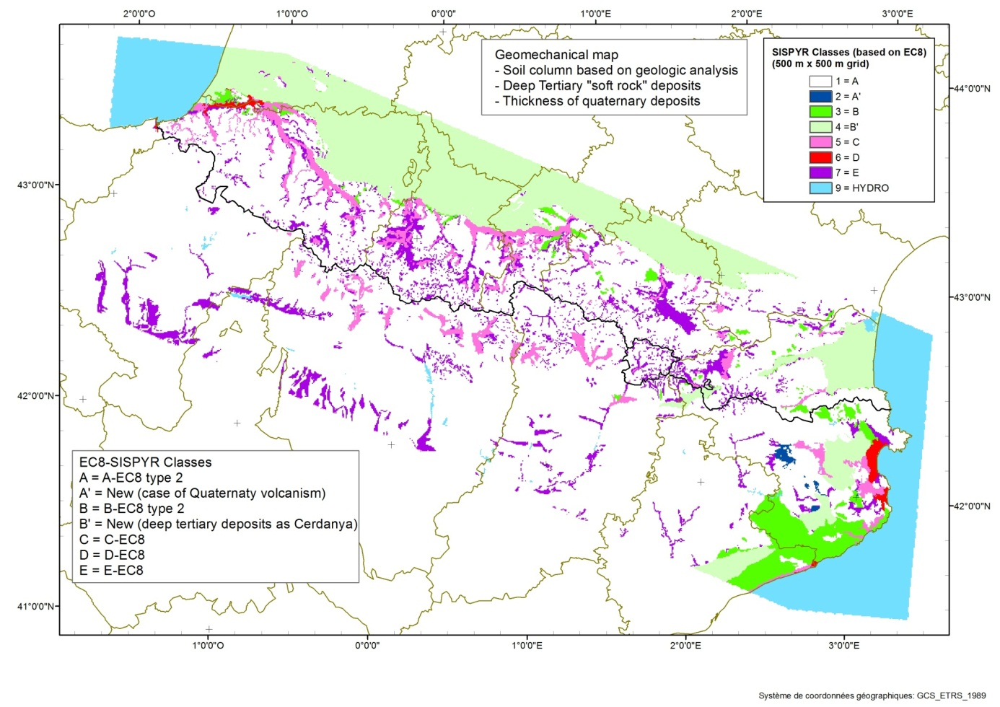 2°0'0"O 1°0'0"O 0°0'0" 1°0'0"E 2°0'0"E 3°0'0"E
Geomechanical map
- Soil column based on geologic analysis
- Deep Tertiary "soft rock" deposits
- Thickness of quaternary deposits
SISPYR Classes (based on EC8)
(500 m x 500 m grid)
1 = A
2 = A'
3 = B
4 =B'
5 = C
6 = D
7 = E
9 = HYDRO
44°0'0"N
43°0'0"N
43°0'0"N
42°0'0"N
42°0'0"N
41°0'0"N
EC8-SISPYR Classes
A = A-EC8 type 2
A' = New (case of Quaternaty volcanism)
B = B-EC8 type 2
B' = New (deep tertiary deposits as Cerdanya)
C = C-EC8
D = D-EC8
E = E-EC8
1°0'0"O 0°0'0" 1°0'0"E 2°0'0"E 3°0'0"E
Système de coordonnées géographiques: GCS_ETRS_1989